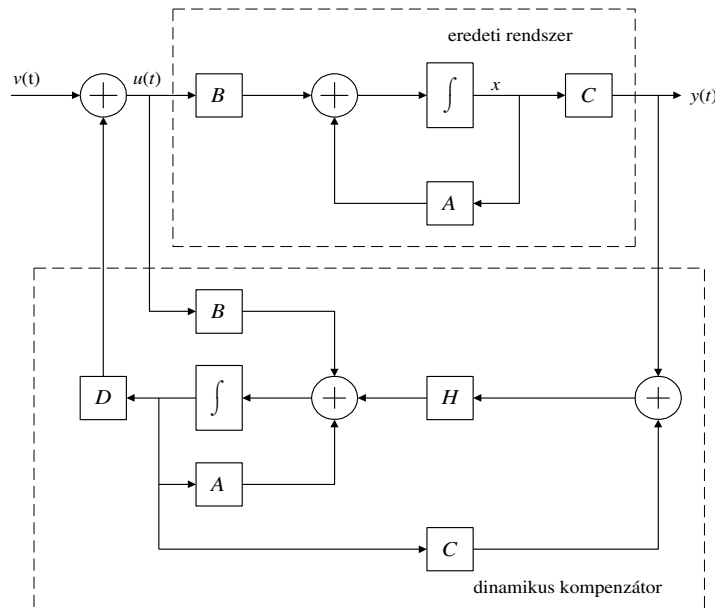 eredeti rendszer
v(t)
u(t)
B
∫
x
C
y(t)
A
B
D
∫
H
A
C
dinamikus kompenzátor